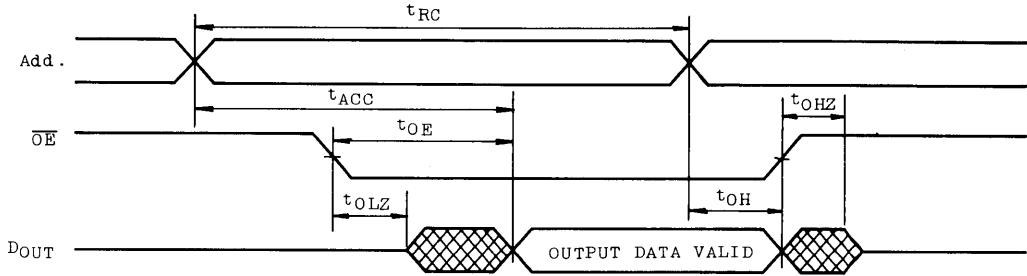 tRC
Add.
tACC
tOHZ
OE
tOE
tOLZ
tOH
DOUT
OUTPUT DATA VALID